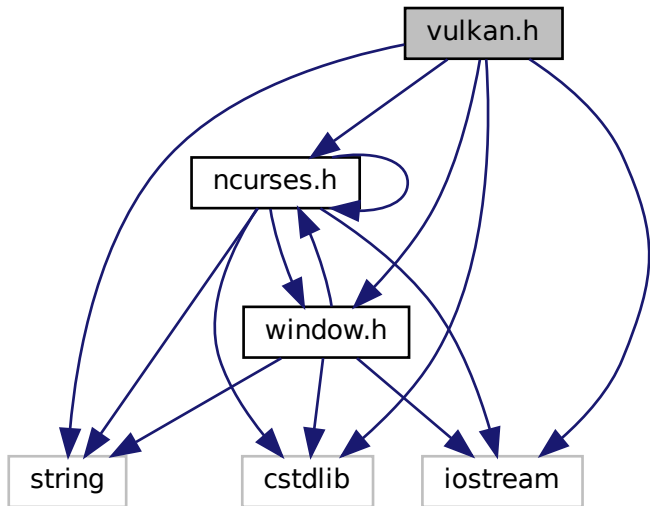 vulkan.h
ncurses.h
window.h
string
cstdlib
iostream